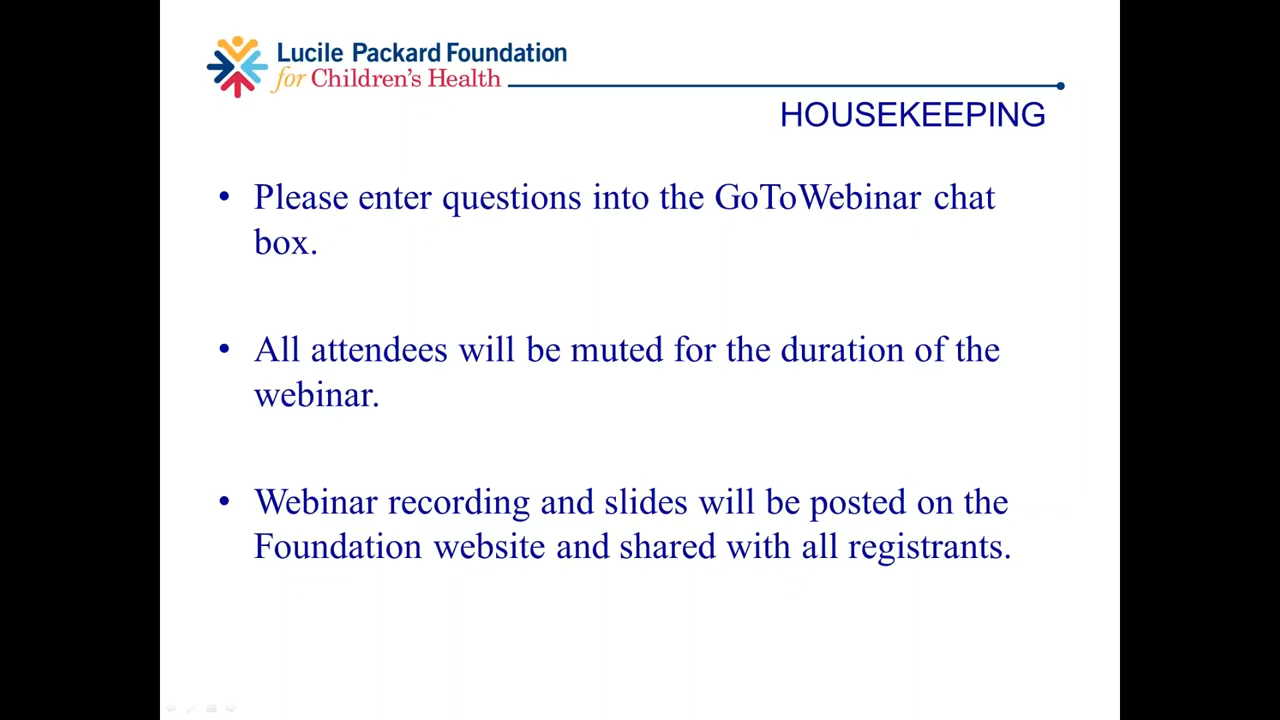 Lucile Packard Foundation
for Children's Health
HOUSEKEEPING
• Please enter questions into the GoToWebinar chat
box.
• All attendees will be muted for the duration of the
webinar.
• Webinar recording and slides will be posted on the
Foundation website and shared with all registrants.